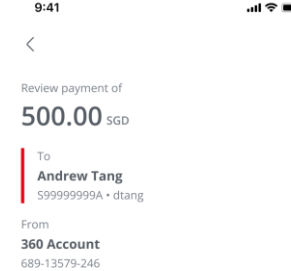 9:41
Review payment of
500.00 SGD
To
Andrew Tang
S99999999A • dtang
From
360 Account
689-13579-246